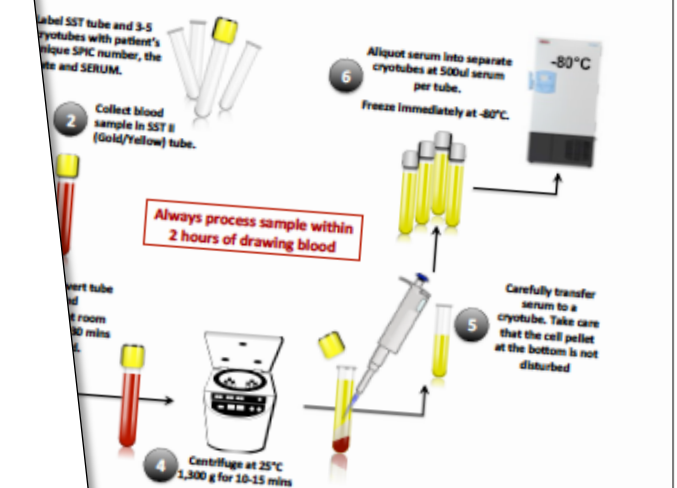 abel SST tube and 3-5
ryotubes with patient's
nique SPIC number, the
te and SERUM.
2
Collect blood
sample in SST II
(Gold/Yellow) tube.
Always process sample within
2 hours of drawing blood
vert tube
d
t room
30 mins
4
Centrifuge at 25°C
1,300 g for 10-15 mins
5
Carefully transfer
serum to a
cryotube. Take care
that the cell pellet
at the bottom is not
disturbed
6
Aliquot serum into separate
cryotubes at 500ul serum
per tube.
Freeze immediately at -80°C.
-80°C